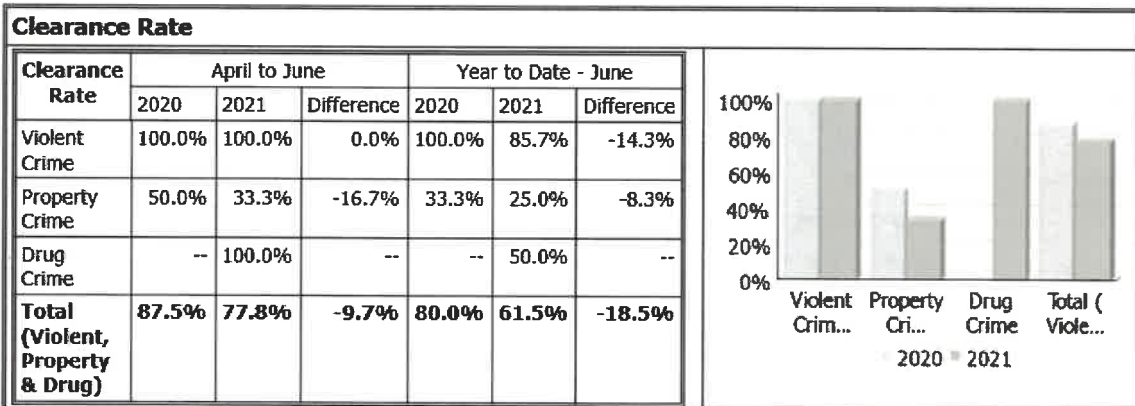 Clearance Rate
Clearance Rate April to June Year to Date - June
2020 2021 Difference 2020 2021 Difference
Violent Crime 100.0% 100.0% 0.0% 100.0% 85.7% -14.3%
Property Crime 50.0% 33.3% -16.7% 33.3% 25.0% -8.3%
Drug Crime -- 100.0% -- -- 50.0% --
Total (Violent, Property & Drug) 87.5% 77.8% -9.7% 80.0% 61.5% -18.5%
100%
80%
60%
40%
20%
0%
Violent Property Drug Total (
Crim... Cri... Crime Viole...
2020 2021